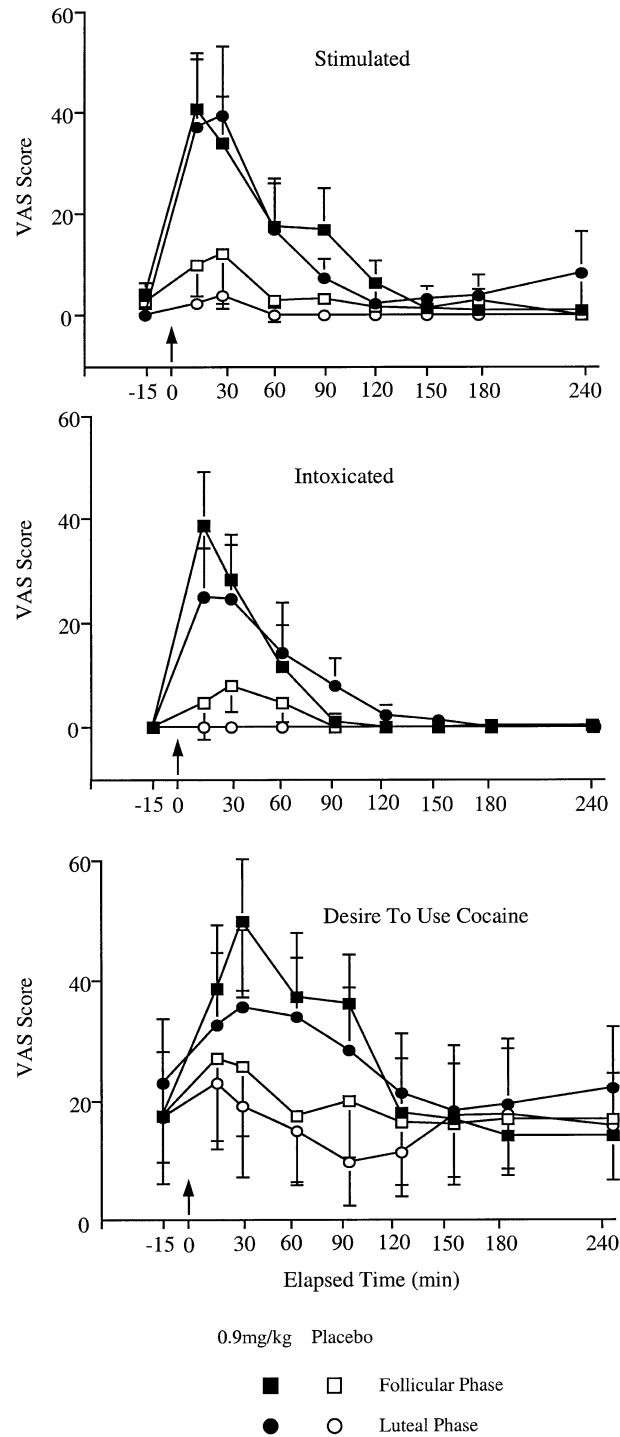 60
Stimulated
40
VAS Score
20
0
-15 0 30 60 90 120 150 180 240
60
Intoxicated
40
VAS Score
20
0
-15 0 30 60 90 120 150 180 240
60
Desire To Use Cocaine
40
VAS Score
20
0
-15 0 30 60 90 120 150 180 240
Elapsed Time (min)
0.9mg/kg Placebo
Follicular Phase
Luteal Phase